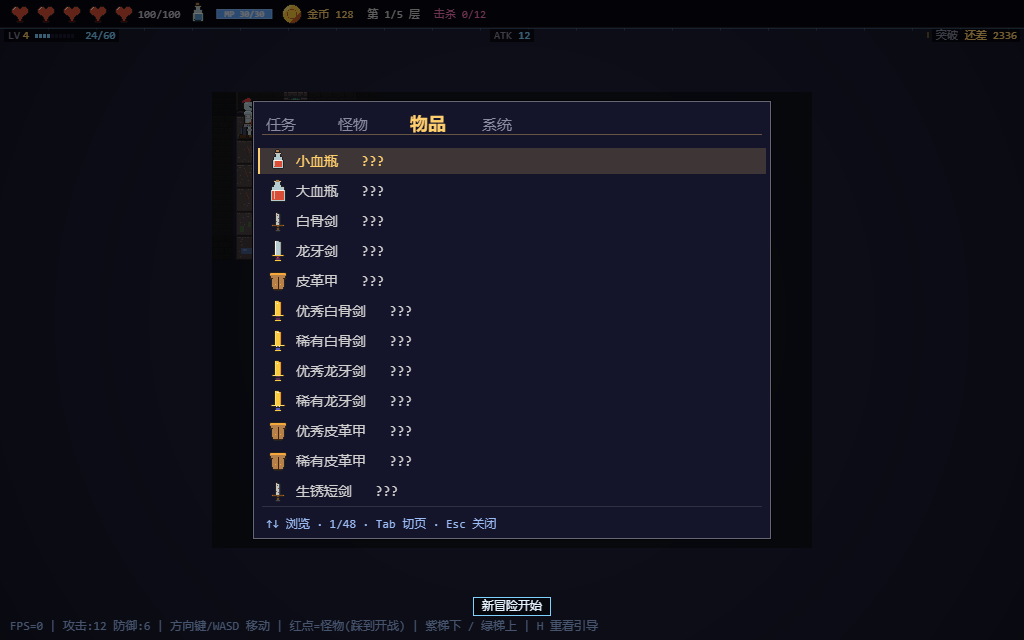 100/100 MP 30/30 金币 128 第 1/5 层 击杀 0/12
LV 4 24/60 ATK 12 突破 还差 2336
任务 怪物 物品 系统
小血瓶 ???
大血瓶 ???
白骨剑 ???
龙牙剑 ???
皮革甲 ???
优秀白骨剑 ???
稀有白骨剑 ???
优秀龙牙剑 ???
稀有龙牙剑 ???
优秀皮革甲 ???
稀有皮革甲 ???
生锈短剑 ???
↑↓ 浏览 · 1/48 · Tab 切页 · Esc 关闭
新冒险开始
FPS=0 | 攻击:12 防御:6 | 方向键/WASD 移动 | 红点=怪物(踩到开战) | 紫梯下 / 绿梯上 | H 重看引导